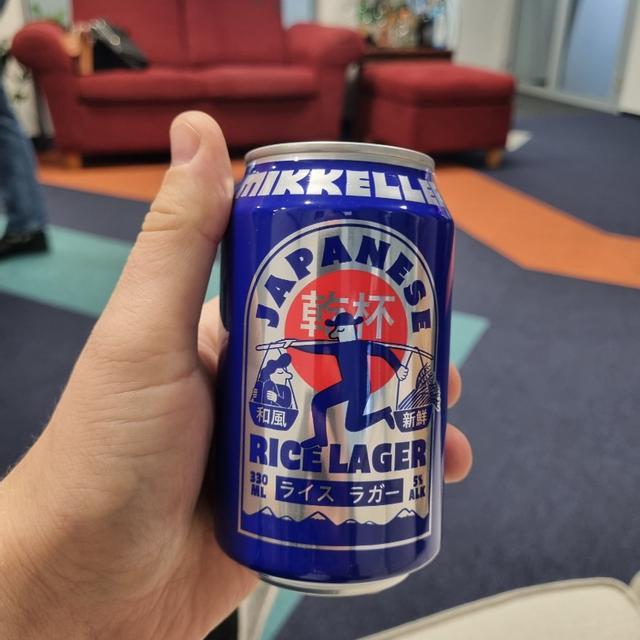 MIKKELLE
JAPANESE
乾杯
和風
新鮮
RICE LAGER
330 ML
ライス ラガー
5% ALK